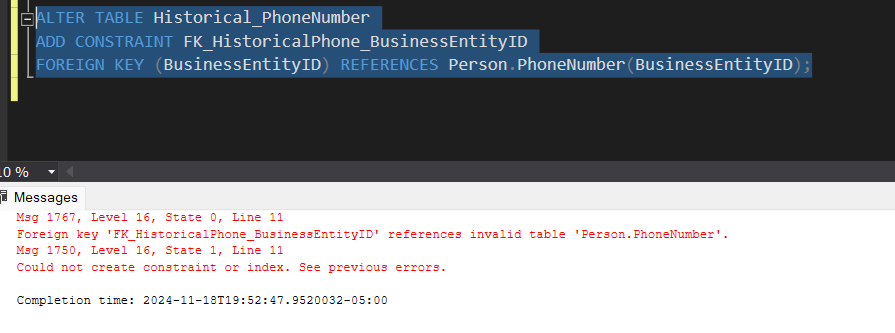 ALTER TABLE Historical_PhoneNumber
ADD CONSTRAINT FK_HistoricalPhone_BusinessEntityID
FOREIGN KEY (BusinessEntityID) REFERENCES Person.PhoneNumber(BusinessEntityID);
.0 %
Messages
Msg 1767, Level 16, State 0, Line 11
Foreign key 'FK_HistoricalPhone_BusinessEntityID' references invalid table 'Person.PhoneNumber'.
Msg 1750, Level 16, State 1, Line 11
Could not create constraint or index. See previous errors.
Completion time: 2024-11-18T19:52:47.9520032-05:00